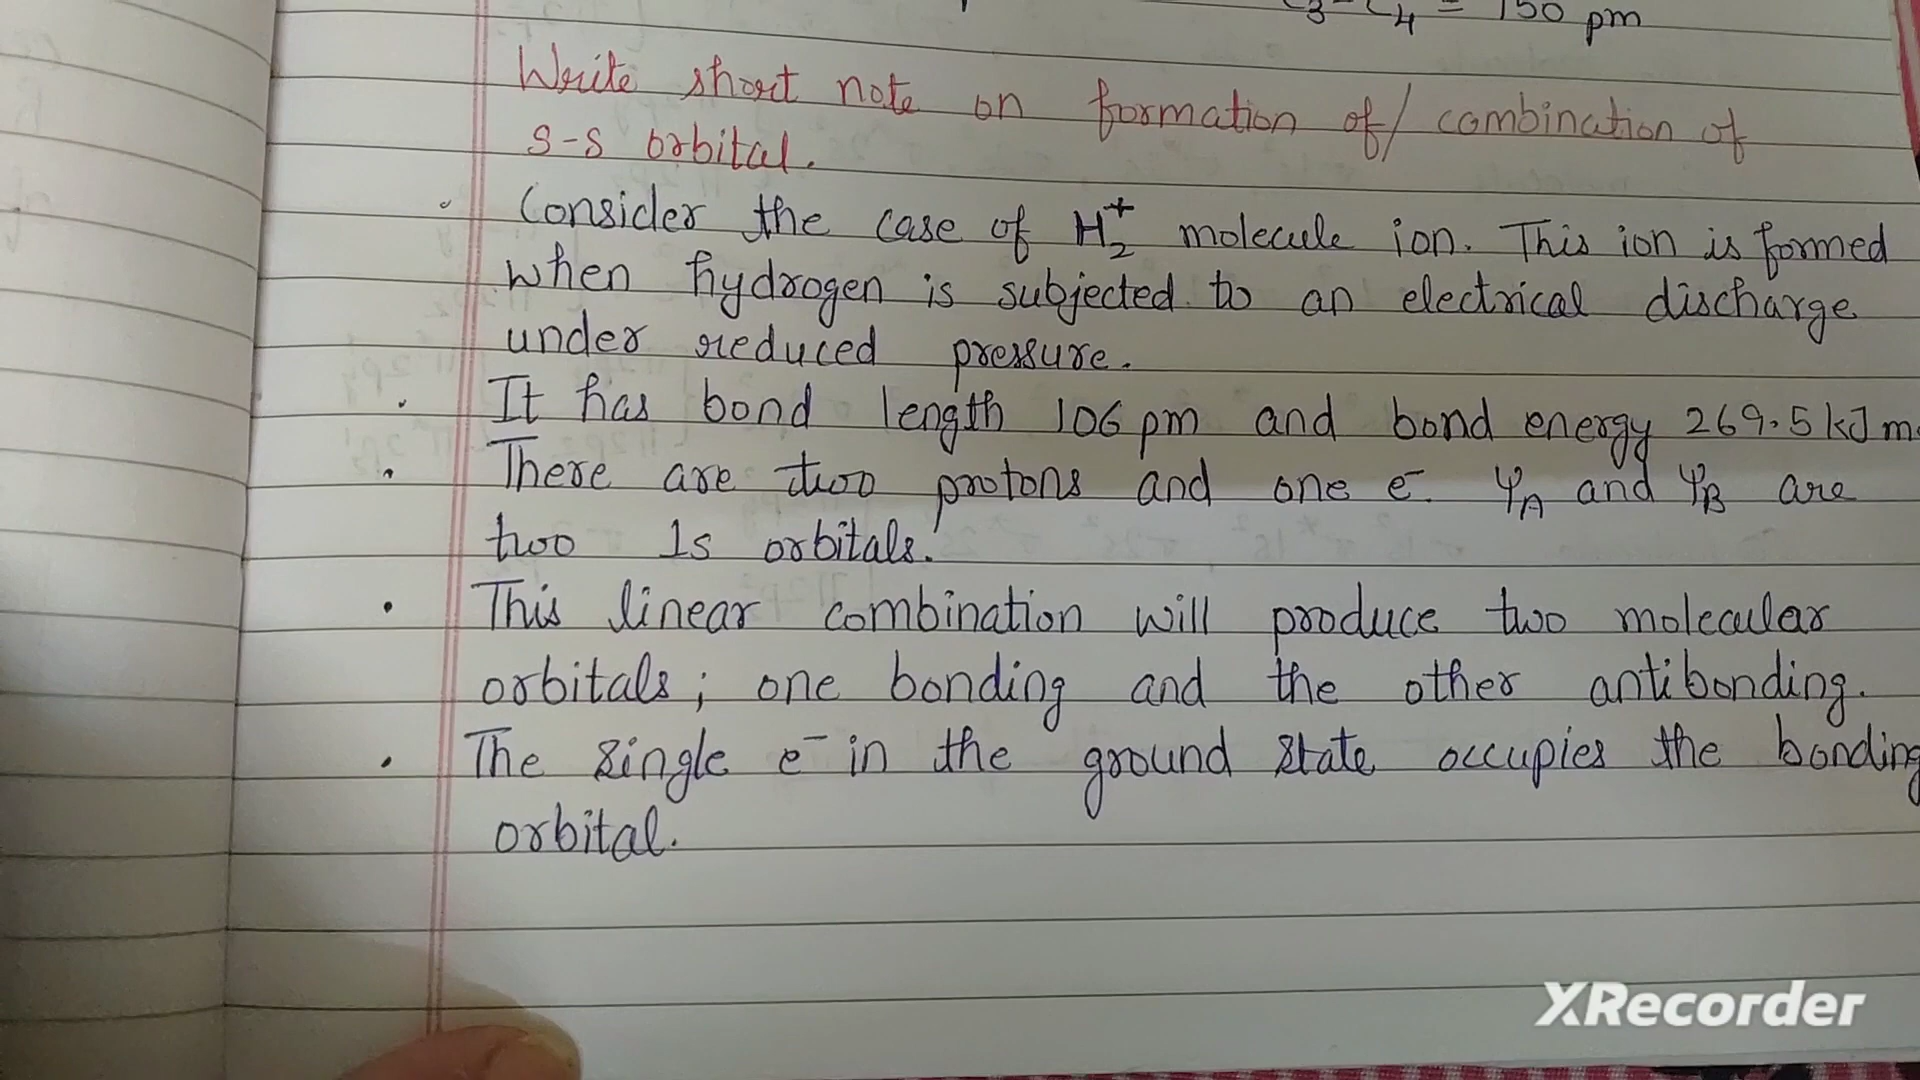 C3-C4 = 150 pm
Write short note on formation of/ combination of
s-s orbital.
Consider the case of H2+ molecule ion. This ion is formed
when hydrogen is subjected to an electrical discharge
under reduced pressure.
· It has bond length 106 pm and bond energy 269.5 kJ m
· There are two protons and one e-. ΨA and ΨB are
two 1s orbitals.
· This linear combination will produce two molecular
orbitals; one bonding and the other antibonding.
· The single e- in the ground state occupies the bonding
orbital.
XRecorder